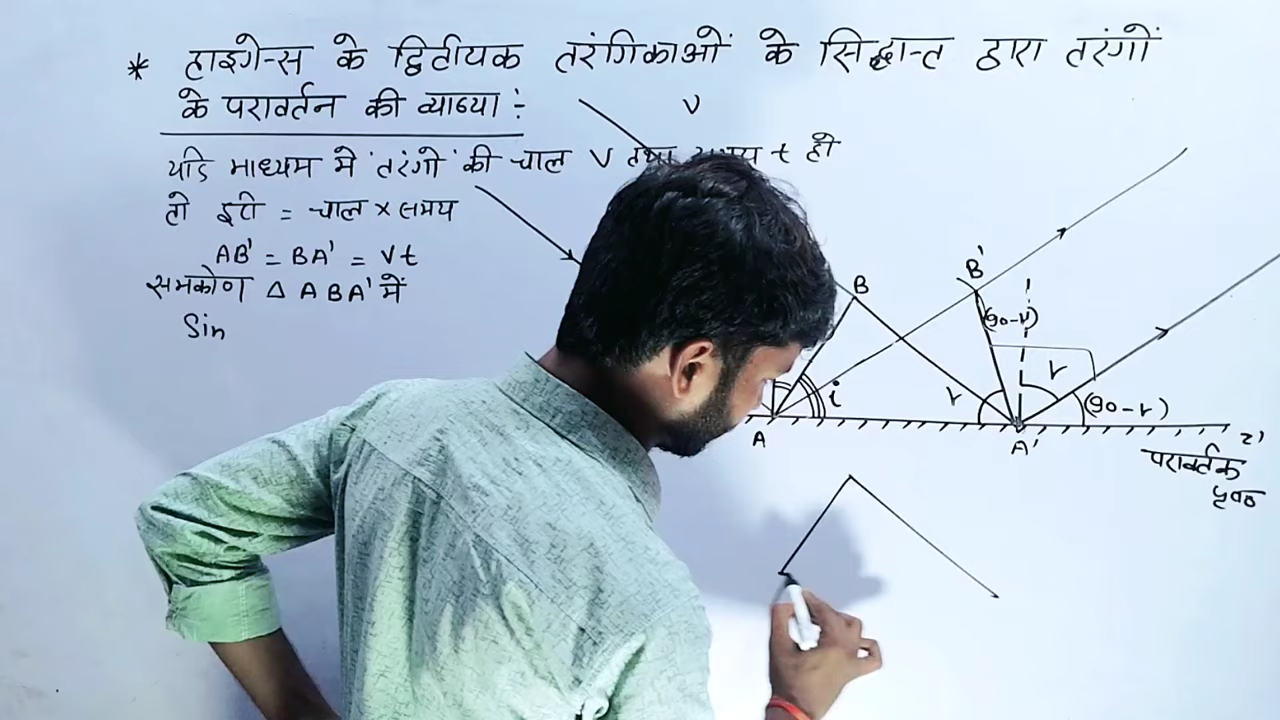 * हाइगेन्स के द्वितीयक तरंगिकाओं के सिद्धान्त द्वारा तरंगों
के परावर्तन की व्याख्या :
v
यदि माध्यम में तरंगों की चाल v तथा समय t हो
तो दूरी = चाल × समय
AB' = BA' = vt
समकोण Δ ABA' में
Sin
B
B'
(90-r)
r
i
r
(90-r)
A
A'
z'
परावर्तक
पृष्ठ